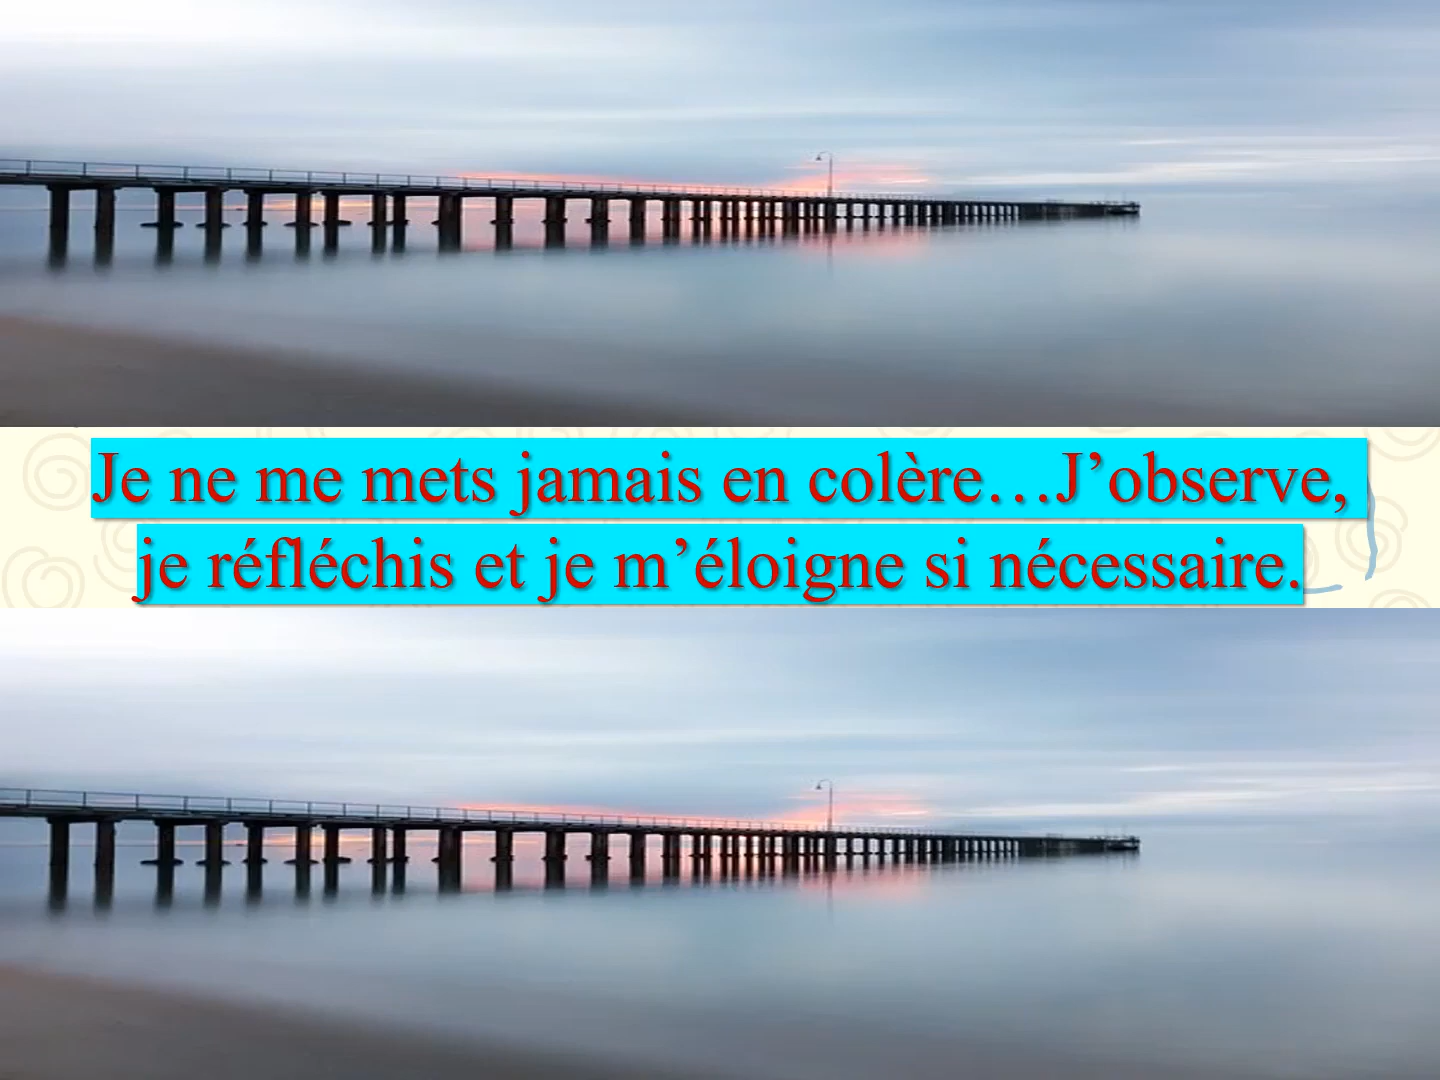 Je ne me mets jamais en colère…J’observe,
je réfléchis et je m’éloigne si nécessaire.